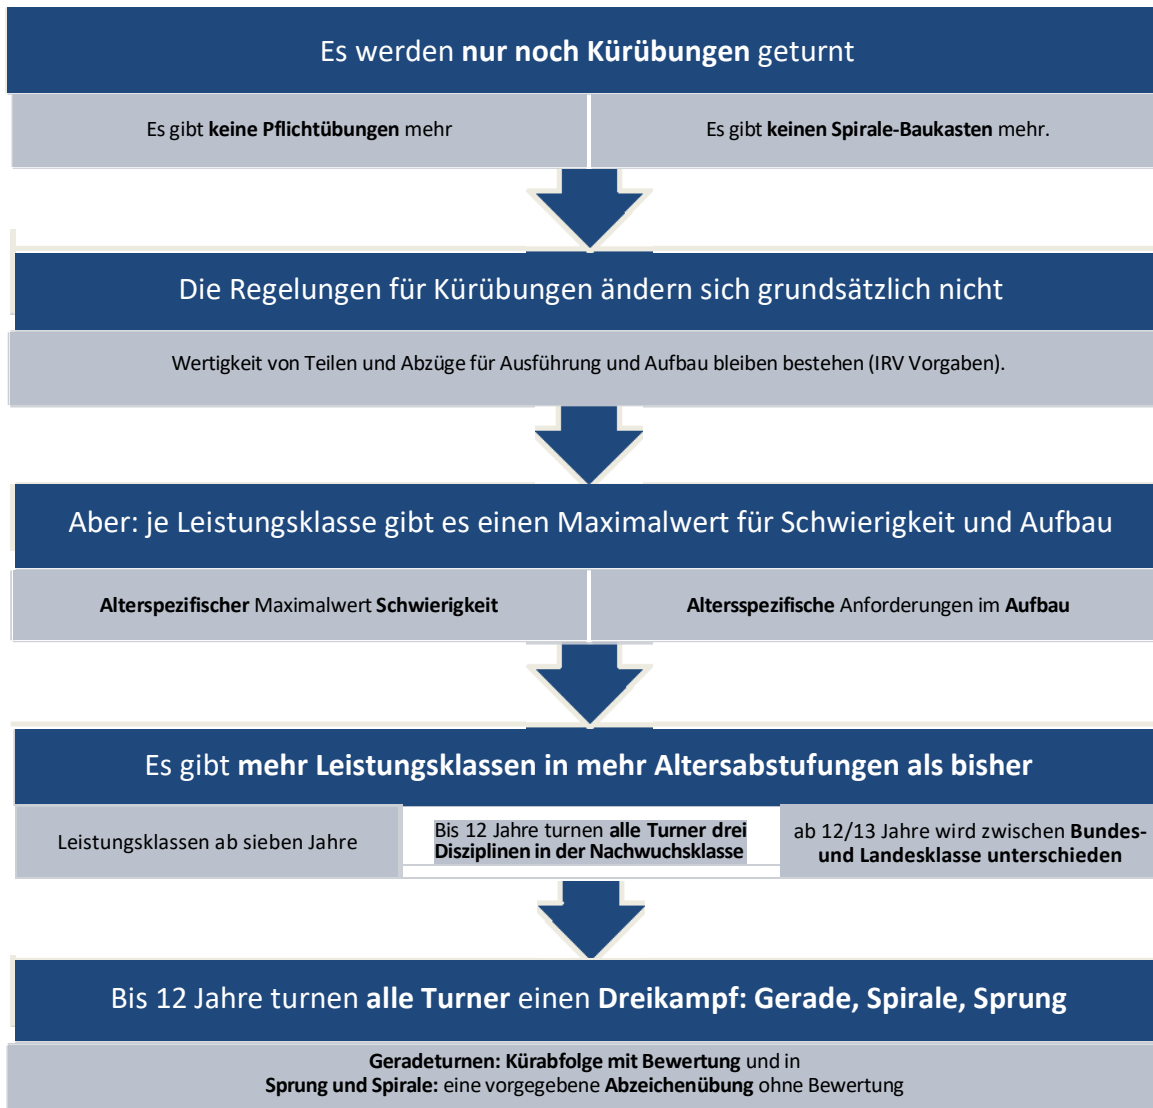 Es werden nur noch Kürübungen geturnt
Es gibt keine Pflichtübungen mehr
Es gibt keinen Spirale-Baukasten mehr.
Die Regelungen für Kürübungen ändern sich grundsätzlich nicht
Wertigkeit von Teilen und Abzüge für Ausführung und Aufbau bleiben bestehen (IRV Vorgaben).
Aber: je Leistungsklasse gibt es einen Maximalwert für Schwierigkeit und Aufbau
Alterspezifischer Maximalwert Schwierigkeit
Altersspezifische Anforderungen im Aufbau
Es gibt mehr Leistungsklassen in mehr Altersabstufungen als bisher
Leistungsklassen ab sieben Jahre
Bis 12 Jahre turnen alle Turner drei
Disziplinen in der Nachwuchsklasse
ab 12/13 Jahre wird zwischen Bundes-
und Landesklasse unterschieden
Bis 12 Jahre turnen alle Turner einen Dreikampf: Gerade, Spirale, Sprung
Geradeturnen: Kürabfolge mit Bewertung und in
Sprung und Spirale: eine vorgegebene Abzeichenübung ohne Bewertung